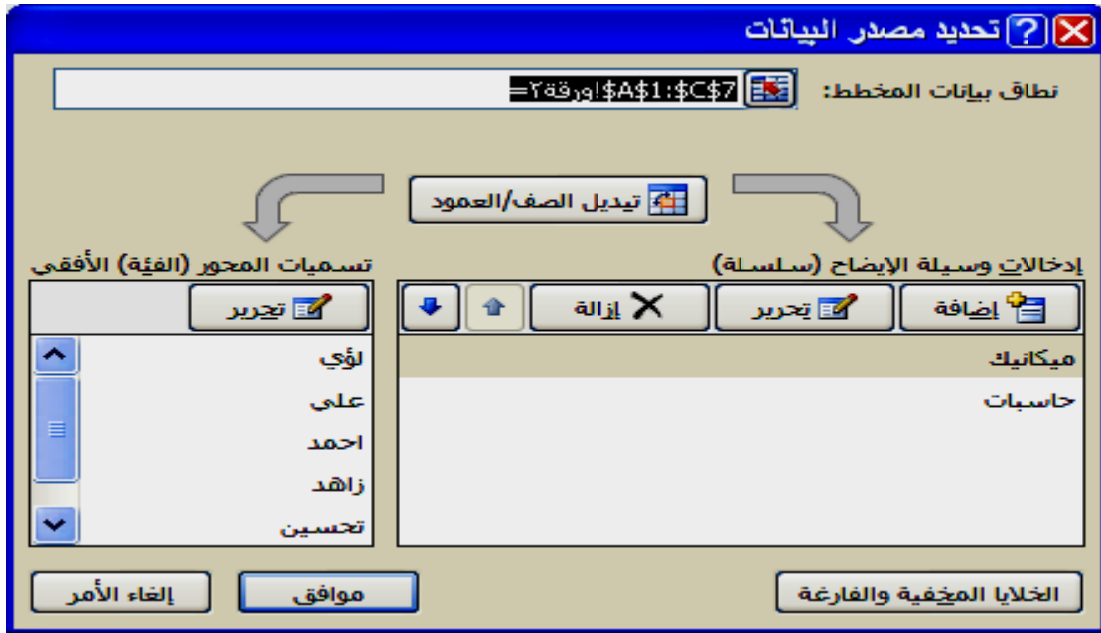 تحديد مصدر البيانات
نطاق بيانات المخطط: =ورقة٢!$A$1:$C$7
تبديل الصف/العمود
إدخالات وسيلة الإيضاح (سلسلة)
إضافة
تحرير
إزالة
ميكانيك
حاسبات
تسميات المحور (الفئة) الأفقي
تحرير
لؤي
علي
احمد
زاهد
تحسين
الخلايا المخفية والفارغة
موافق
إلغاء الأمر